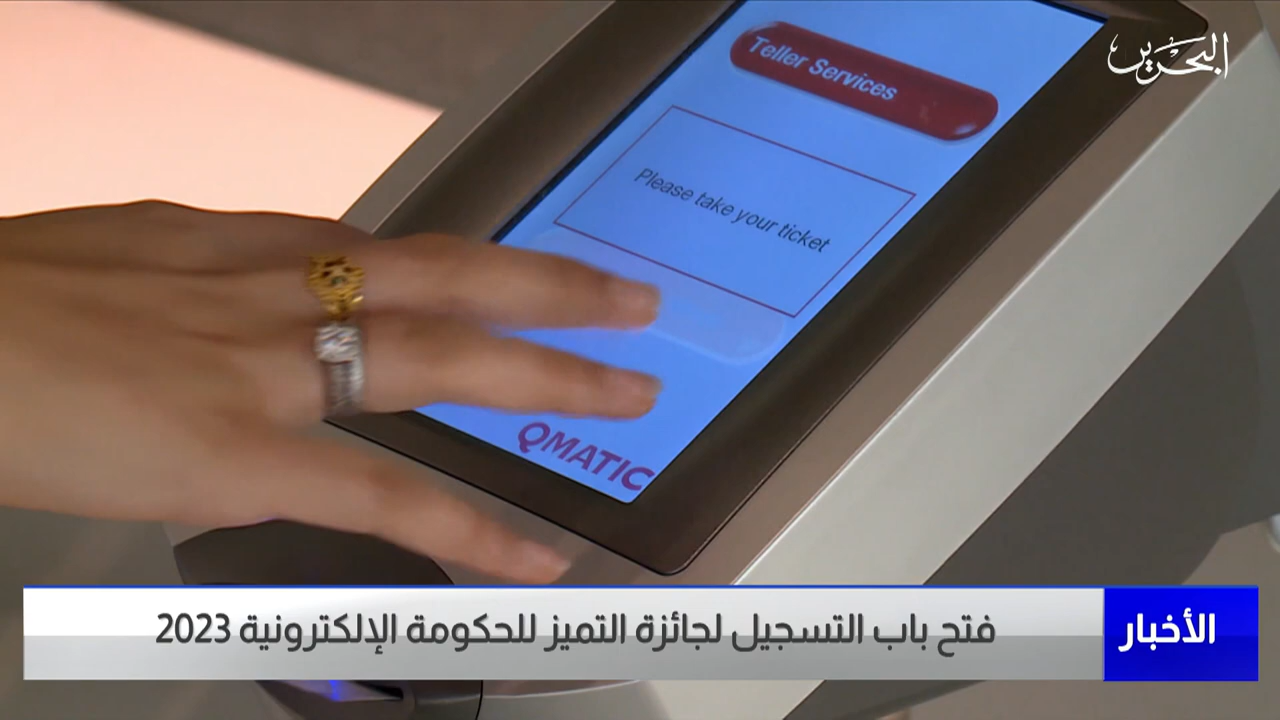 البحرين
Teller Services
Please take your ticket
QMATIC
الأخبار
فتح باب التسجيل لجائزة التميز للحكومة الإلكترونية 2023